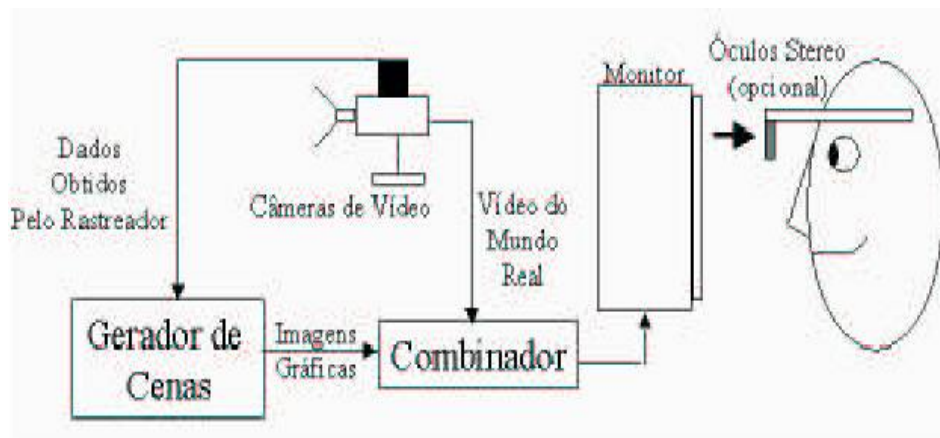 Óculos Stereo
(opcional)
Monitor
Dados
Obtidos
Pelo Rastreador
Câmeras de Vídeo
Vídeo do
Mundo
Real
Gerador de
Cenas
Imagens
Gráficas
Combinador